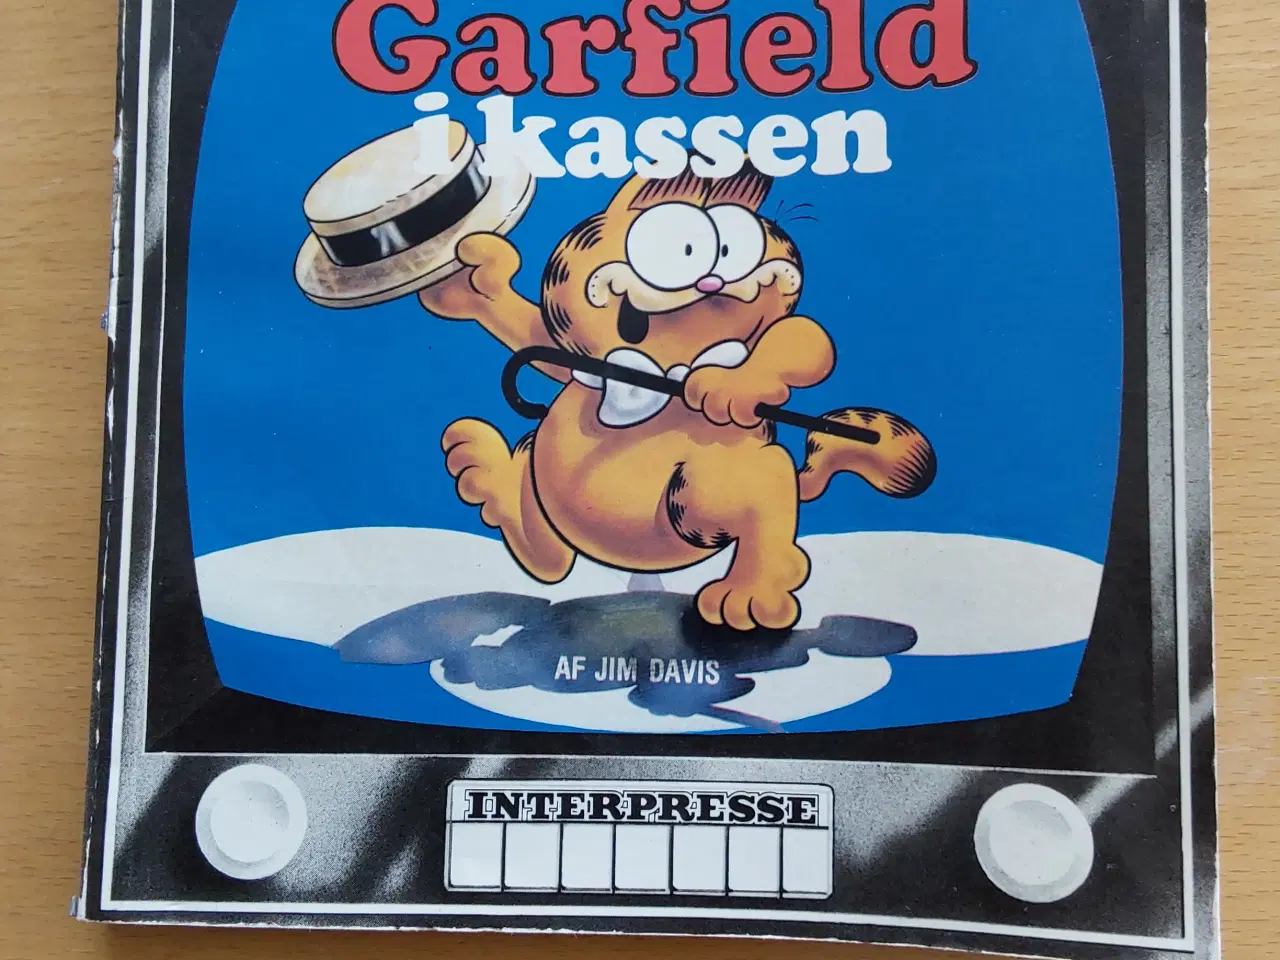 Garfield
i kassen
AF JIM DAVIS
INTERPRESSE